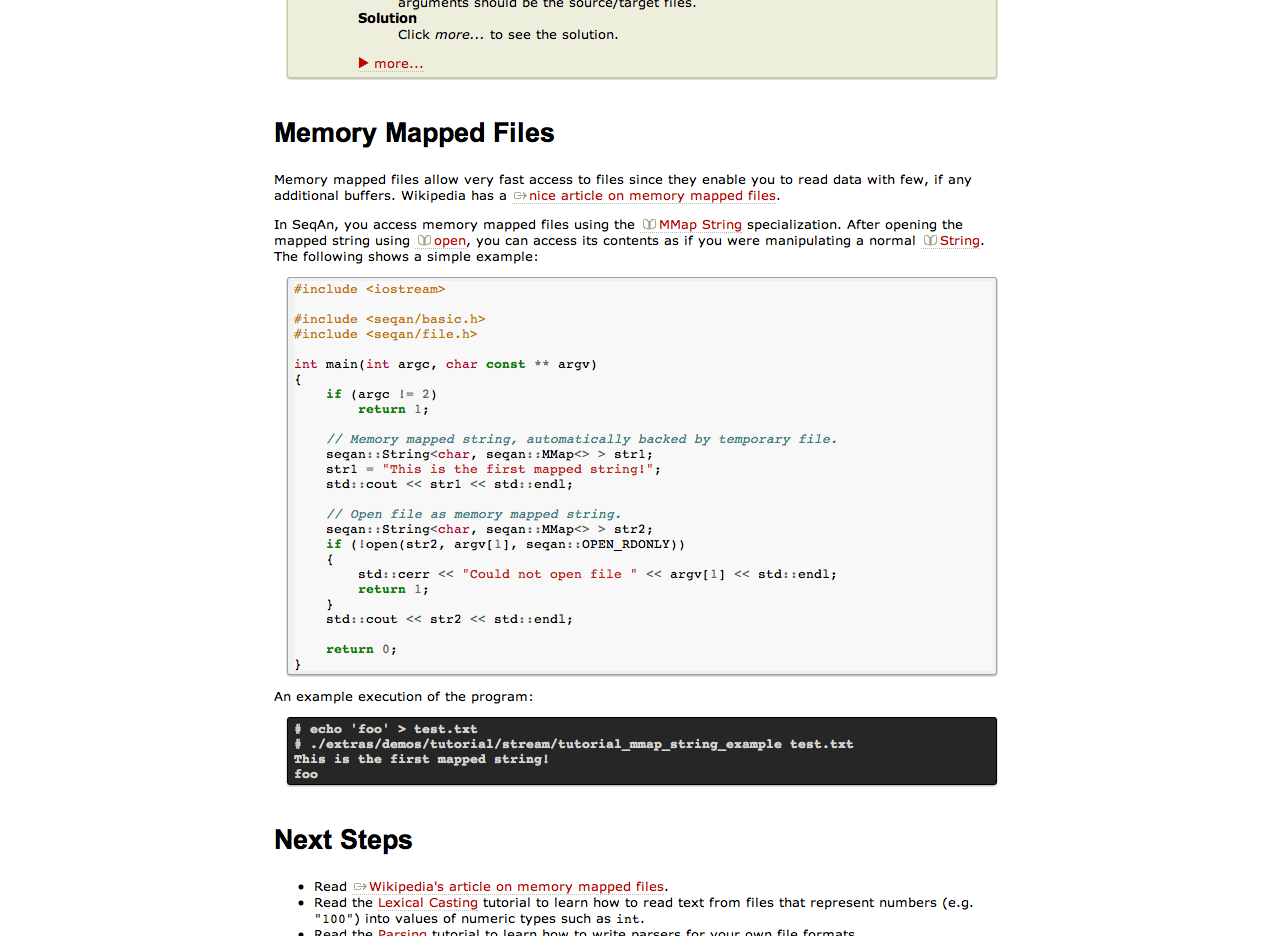 arguments should be the source/target files.
Solution
Click more... to see the solution.
▶ more...
Memory Mapped Files
Memory mapped files allow very fast access to files since they enable you to read data with few, if any
additional buffers. Wikipedia has a nice article on memory mapped files.
In SeqAn, you access memory mapped files using the MMap String specialization. After opening the
mapped string using open, you can access its contents as if you were manipulating a normal String.
The following shows a simple example:
#include <iostream>
#include <seqan/basic.h>
#include <seqan/file.h>
int main(int argc, char const ** argv)
{
    if (argc != 2)
        return 1;
    // Memory mapped string, automatically backed by temporary file.
    seqan::String<char, seqan::MMap<> > str1;
    str1 = "This is the first mapped string!";
    std::cout << str1 << std::endl;
    // Open file as memory mapped string.
    seqan::String<char, seqan::MMap<> > str2;
    if (!open(str2, argv[1], seqan::OPEN_RDONLY))
    {
        std::cerr << "Could not open file " << argv[1] << std::endl;
        return 1;
    }
    std::cout << str2 << std::endl;
    return 0;
}
An example execution of the program:
# echo 'foo' > test.txt
# ./extras/demos/tutorial/stream/tutorial_mmap_string_example test.txt
This is the first mapped string!
foo
Next Steps
• Read Wikipedia's article on memory mapped files.
• Read the Lexical Casting tutorial to learn how to read text from files that represent numbers (e.g.
"100") into values of numeric types such as int.
• Read the Parsing tutorial to learn how to write parsers for your own file formats.